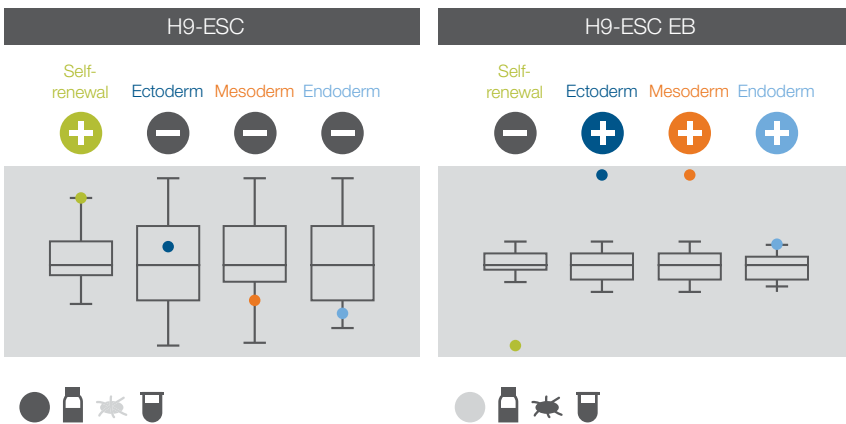 H9-ESC
Self-
renewal
Ectoderm
Mesoderm
Endoderm
H9-ESC EB
Self-
renewal
Ectoderm
Mesoderm
Endoderm